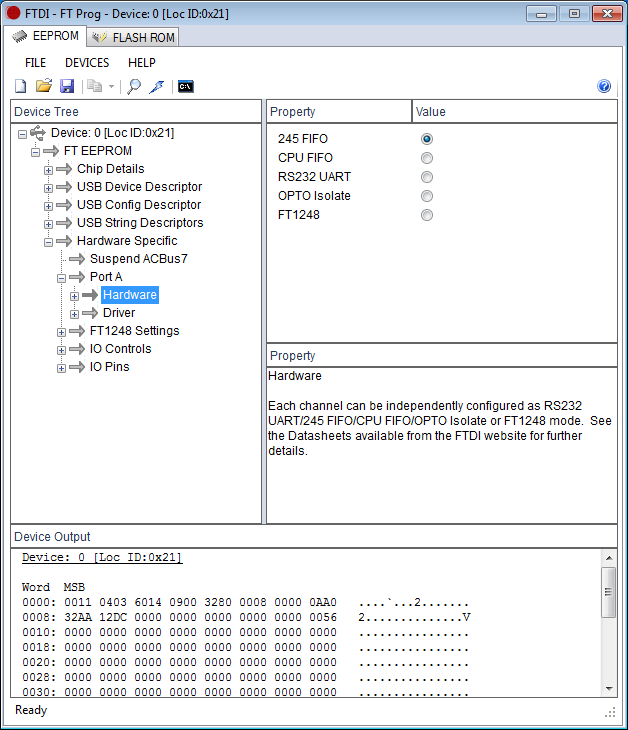 FTDI - FT Prog - Device: 0 [Loc ID:0x21]
EEPROM FLASH ROM
FILE DEVICES HELP
Device Tree
Property Value
Device: 0 [Loc ID:0x21]
FT EEPROM
Chip Details
USB Device Descriptor
USB Config Descriptor
USB String Descriptors
Hardware Specific
Suspend ACBus7
Port A
Hardware
Driver
FT1248 Settings
IO Controls
IO Pins
245 FIFO
CPU FIFO
RS232 UART
OPTO Isolate
FT1248
Property
Hardware
Each channel can be independently configured as RS232
UART/245 FIFO/CPU FIFO/OPTO Isolate or FT1248 mode.  See
the Datasheets available from the FTDI website for further
details.
Device Output
Device: 0 [Loc ID:0x21]
Word  MSB
0000: 0011 0403 6014 0900 3280 0008 0000 0AA0   ....`...2.......
0008: 32AA 12DC 0000 0000 0000 0000 0000 0056   2..............V
0010: 0000 0000 0000 0000 0000 0000 0000 0000   ................
0018: 0000 0000 0000 0000 0000 0000 0000 0000   ................
0020: 0000 0000 0000 0000 0000 0000 0000 0000   ................
0028: 0000 0000 0000 0000 0000 0000 0000 0000   ................
0030: 0000 0000 0000 0000 0000 0000 0000 0000   ................
Ready